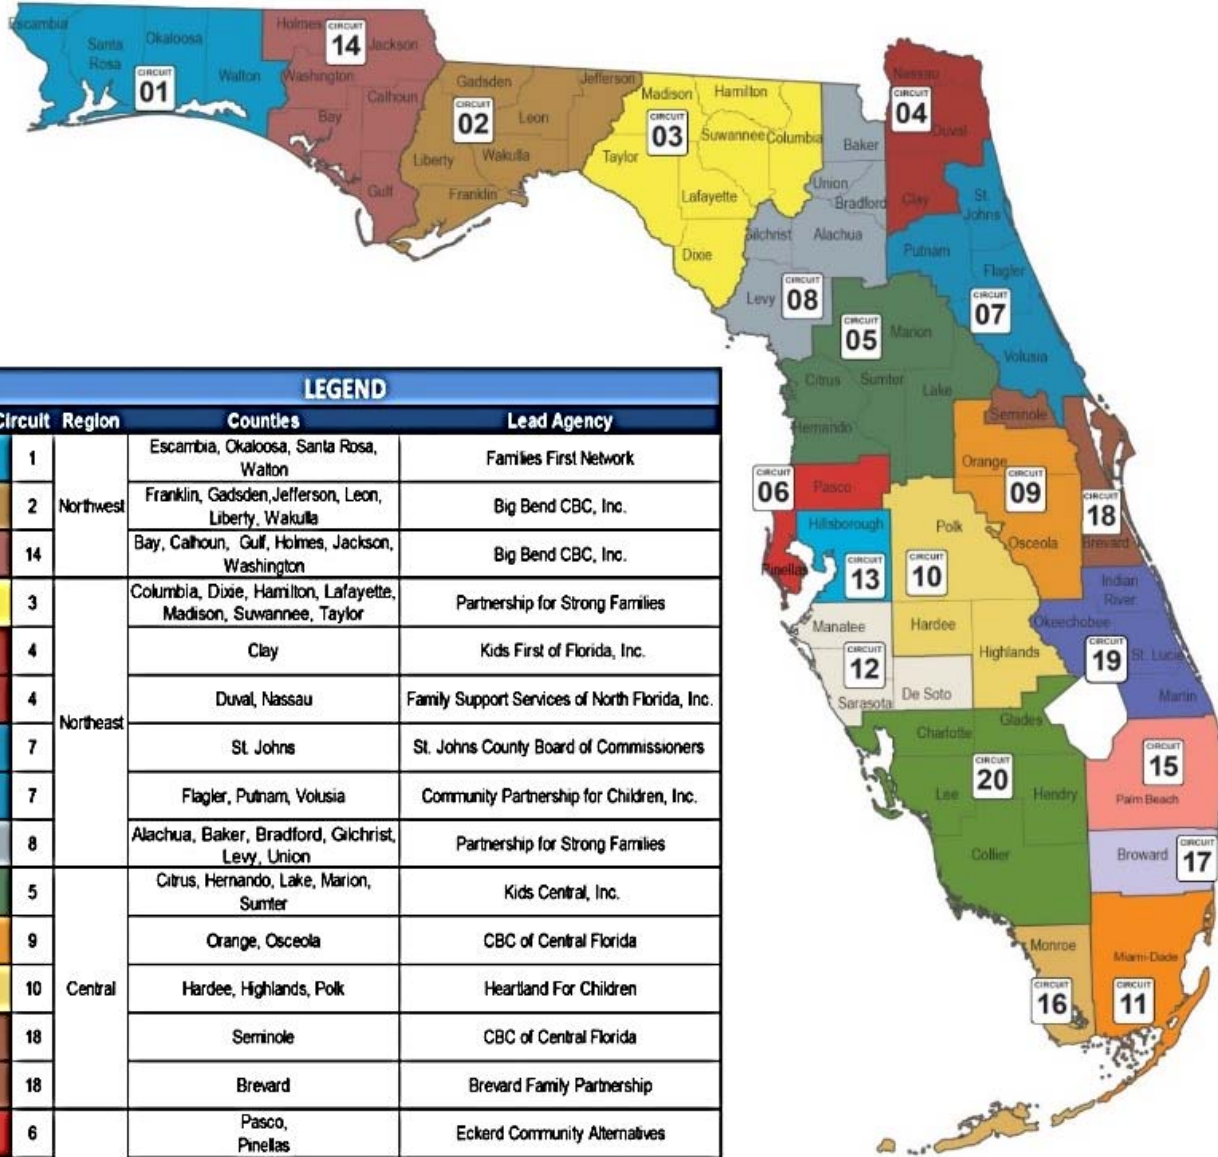 Escambia
Santa
Rosa
Okaloosa
Walton
CIRCUIT
01
Holmes
CIRCUIT
14
Jackson
Washington
Calhoun
Bay
Gulf
Gadsden
Jefferson
CIRCUIT
02
Leon
Liberty
Wakulla
Franklin
Madison
Hamilton
CIRCUIT
03
Suwannee
Columbia
Taylor
Lafayette
Dixie
Nassau
CIRCUIT
04
Duval
Clay
Baker
Union
Bradford
Gilchrist
Alachua
Levy
CIRCUIT
08
St.
Johns
Putnam
Flagler
CIRCUIT
07
Volusia
CIRCUIT
05
Marion
Citrus
Sumter
Lake
Hernando
Seminole
Orange
CIRCUIT
09
Osceola
CIRCUIT
18
Brevard
CIRCUIT
06
Pasco
Pinellas
Hillsborough
CIRCUIT
13
Polk
CIRCUIT
10
Hardee
Highlands
Manatee
CIRCUIT
12
Sarasota
De Soto
Indian
River
Okeechobee
CIRCUIT
19
St. Lucie
Martin
Charlotte
Glades
CIRCUIT
20
Lee
Hendry
Collier
CIRCUIT
15
Palm Beach
Broward
CIRCUIT
17
Monroe
CIRCUIT
16
Miami-Dade
CIRCUIT
11
LEGEND
Circuit Region Counties Lead Agency
1 Escambia, Okaloosa, Santa Rosa, Walton Families First Network
Northwest
2 Franklin, Gadsden,Jefferson, Leon, Liberty, Wakulla Big Bend CBC, Inc.
14 Bay, Calhoun, Gulf, Holmes, Jackson, Washington Big Bend CBC, Inc.
3 Columbia, Dixie, Hamilton, Lafayette, Madison, Suwannee, Taylor Partnership for Strong Families
4 Clay Kids First of Florida, Inc.
4 Duval, Nassau Family Support Services of North Florida, Inc.
Northeast
7 St. Johns St. Johns County Board of Commissioners
7 Flagler, Putnam, Volusia Community Partnership for Children, Inc.
8 Alachua, Baker, Bradford, Gilchrist, Levy, Union Partnership for Strong Families
5 Citrus, Hernando, Lake, Marion, Sumter Kids Central, Inc.
9 Orange, Osceola CBC of Central Florida
10 Central Hardee, Highlands, Polk Heartland For Children
18 Seminole CBC of Central Florida
18 Brevard Brevard Family Partnership
6 Pasco, Pinellas Eckerd Community Alternatives